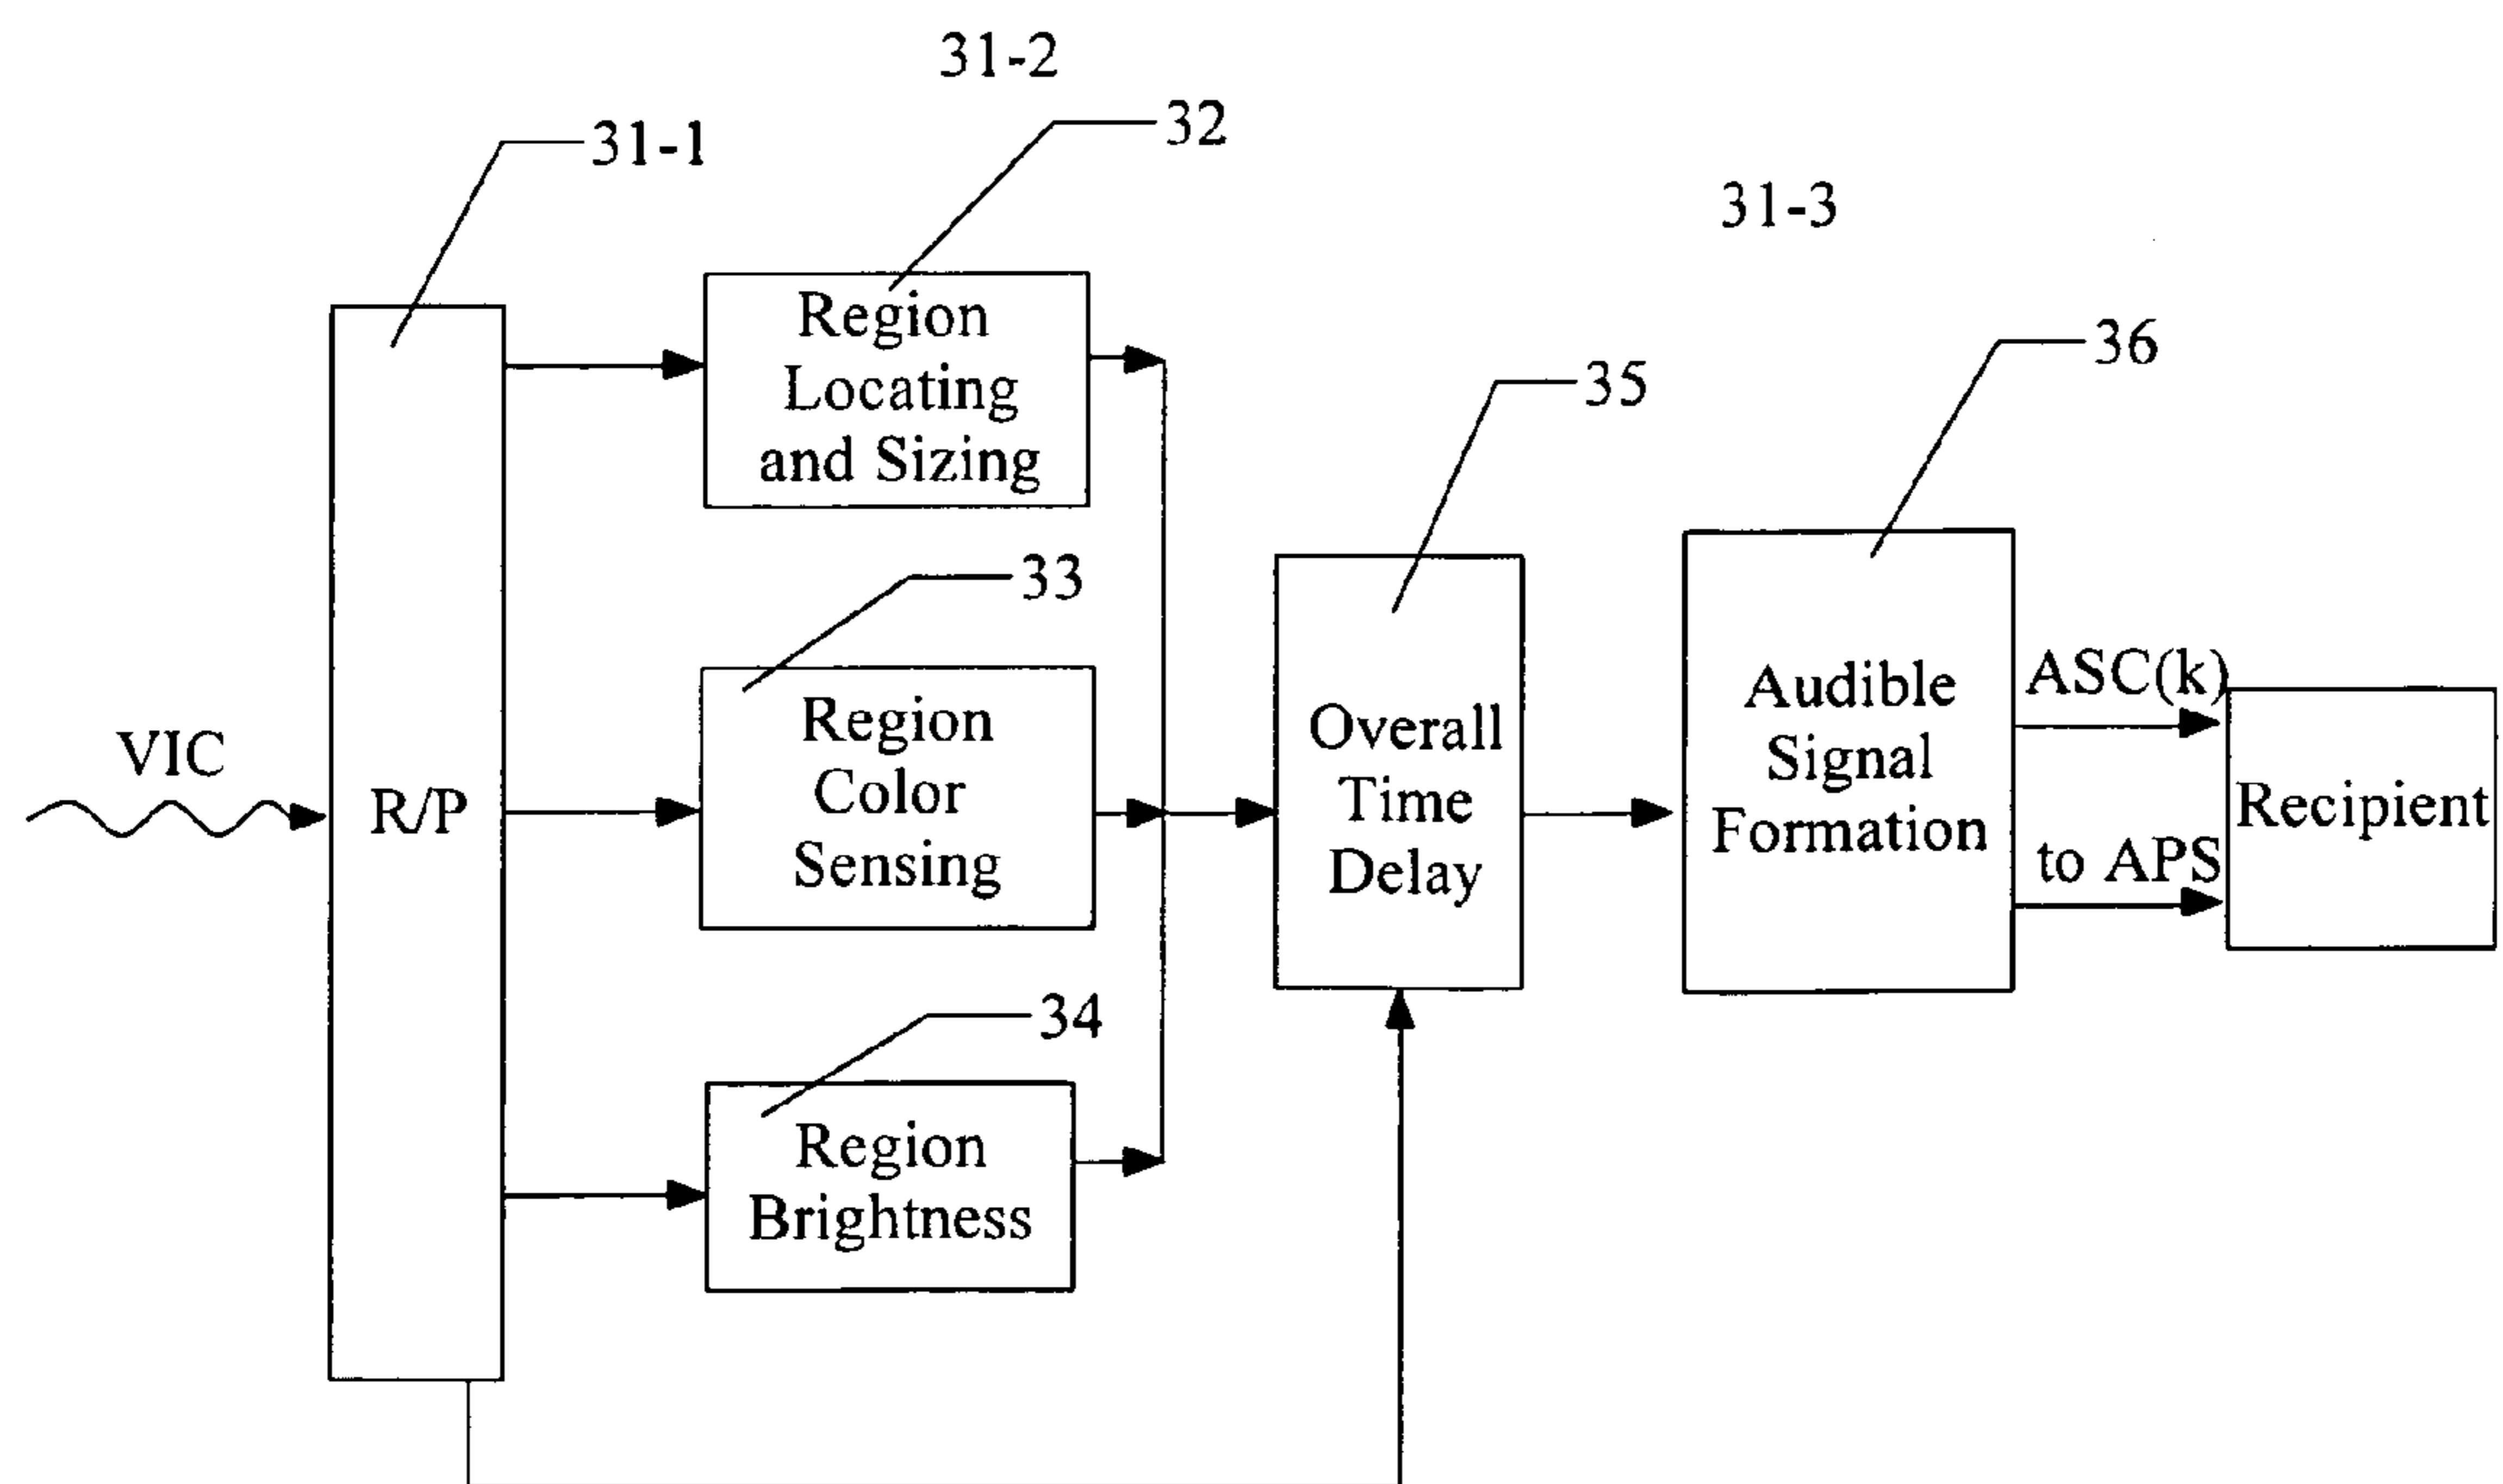 31-2
32
31-1
31-3
Region
Locating
and Sizing
36
35
33
Region
Color
Sensing
VIC
R/P
Overall
Time
Delay
Audible
Signal
Formation
ASC(k)
to APS
Recipient
34
Region
Brightness